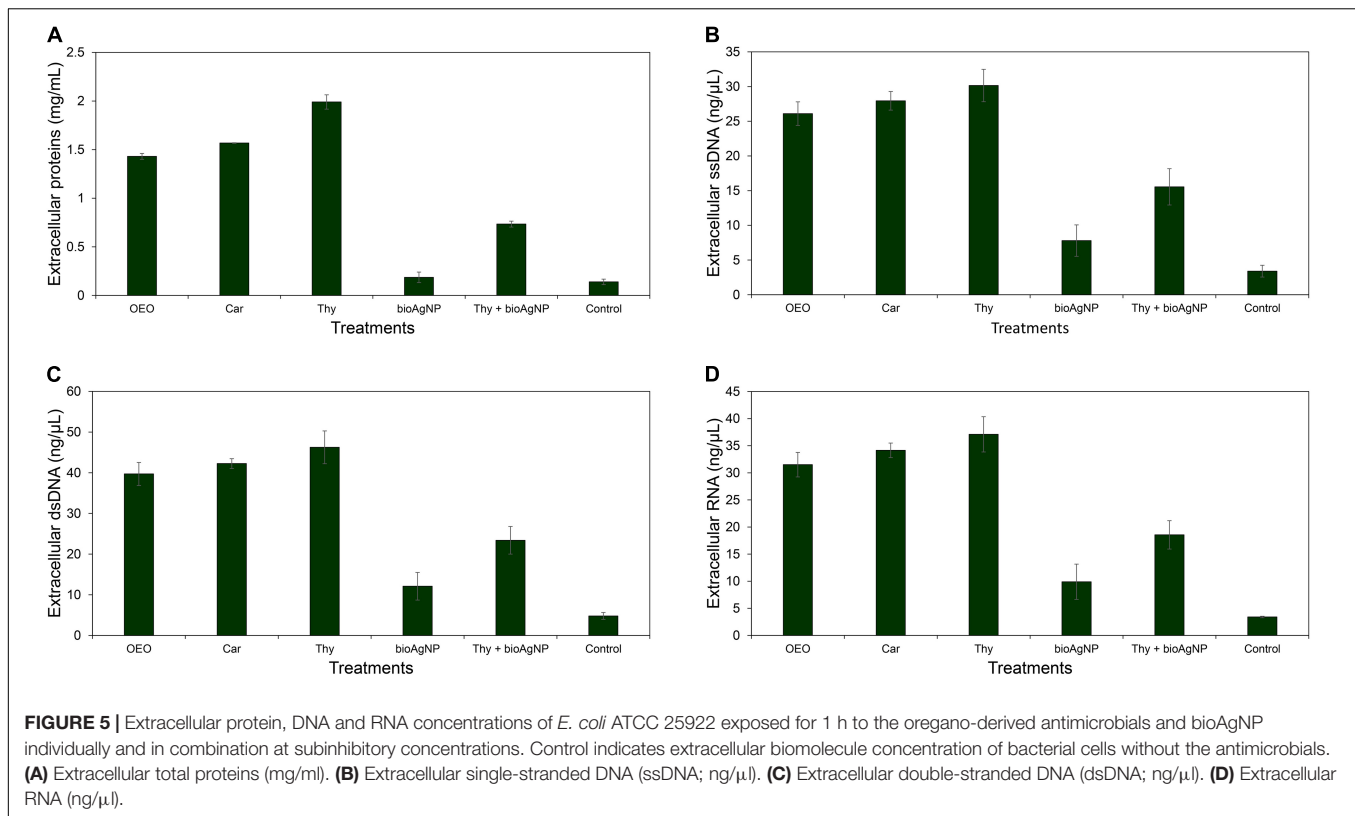 A
Extracellular proteins (mg/mL)
2.5
2
1.5
1
0.5
0
OEO Car Thy bioAgNP Thy + bioAgNP Control
Treatments
B
Extracellular ssDNA (ng/µL)
35
30
25
20
15
10
5
0
OEO Car Thy bioAgNP Thy + bioAgNP Control
Treatments
C
Extracellular dsDNA (ng/µL)
60
50
40
30
20
10
0
OEO Car Thy bioAgNP Thy + bioAgNP Control
Treatments
D
Extracellular RNA (ng/µL)
45
40
35
30
25
20
15
10
5
0
OEO Car Thy bioAgNP Thy + bioAgNP Control
Treatments
FIGURE 5 | Extracellular protein, DNA and RNA concentrations of E. coli ATCC 25922 exposed for 1 h to the oregano-derived antimicrobials and bioAgNP
individually and in combination at subinhibitory concentrations. Control indicates extracellular biomolecule concentration of bacterial cells without the antimicrobials.
(A) Extracellular total proteins (mg/ml). (B) Extracellular single-stranded DNA (ssDNA; ng/µl). (C) Extracellular double-stranded DNA (dsDNA; ng/µl). (D) Extracellular
RNA (ng/µl).